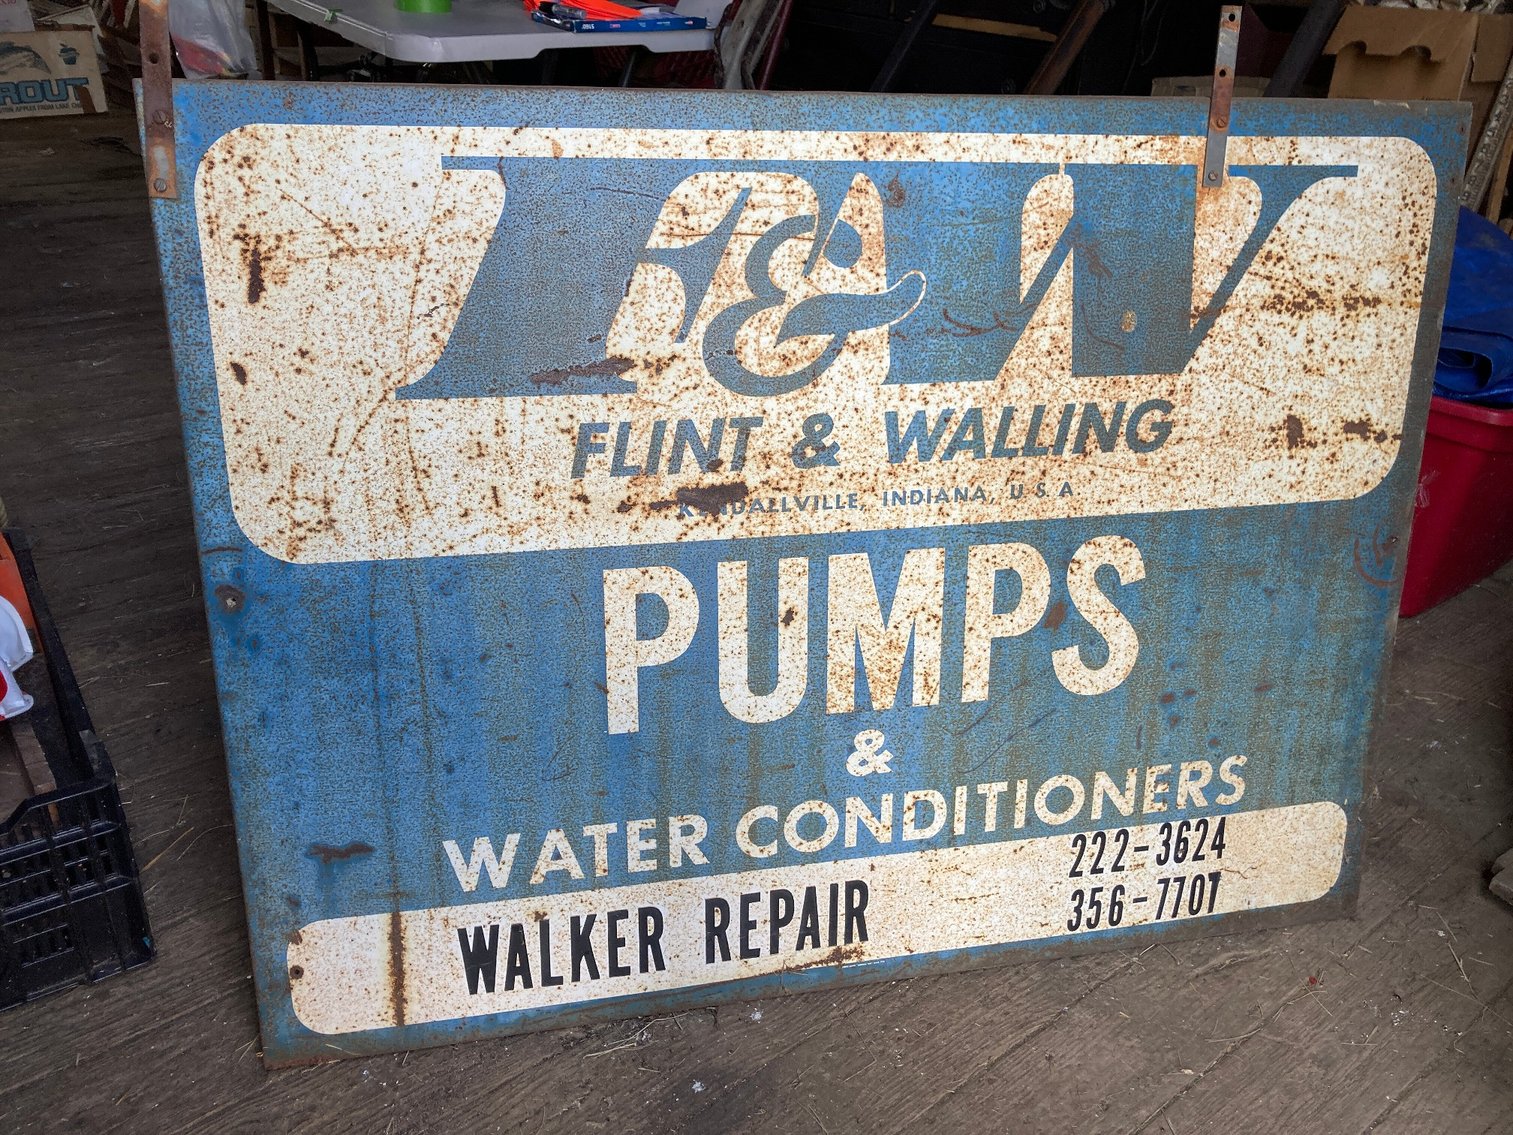 F&W
FLINT & WALLING
KENDALLVILLE, INDIANA, U S A
PUMPS
&
WATER CONDITIONERS
WALKER REPAIR
222-3624
356-7701